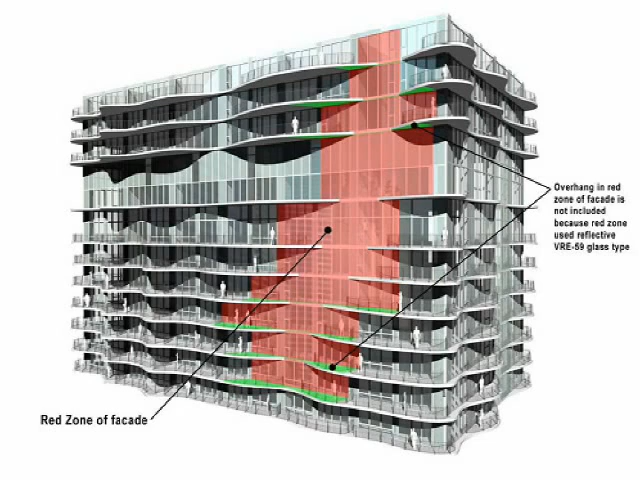 Overhang in red
zone of facade is
not included
because red zone
used reflective
VRE-59 glass type
Red Zone of facade